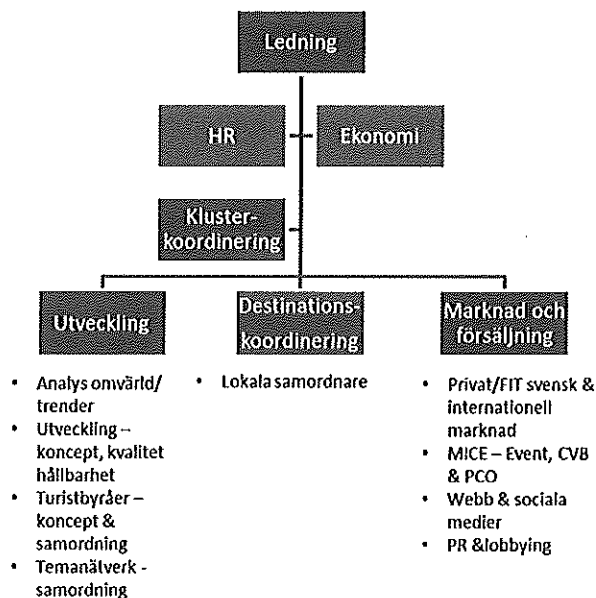 Ledning
HR
Ekonomi
Kluster-
koordinering
Utveckling
Destinations-
koordinering
Marknad och
försäljning
• Analys omvärld/
trender
• Utveckling –
koncept, kvalitet
hållbarhet
• Turistbyråer –
koncept &
samordning
• Temanätverk -
samordning
• Lokala samordnare
• Privat/FIT svensk &
internationell
marknad
• MICE – Event, CVB
& PCO
• Webb & sociala
medier
• PR &lobbying